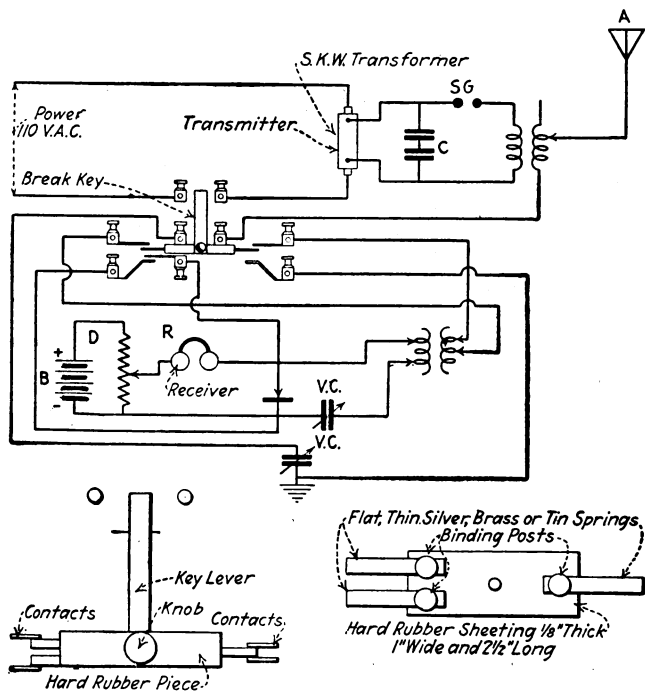 A
S.K.W. Transformer
SG
Power
110 V.A.C.
Transmitter
C
Break Key
D
R
+
B
-
Receiver
V.C.
V.C.
Flat, Thin Silver, Brass or Tin Springs
Binding Posts
Key Lever
Contacts
Knob
Contacts
Hard Rubber Piece
Hard Rubber Sheeting 1/8" Thick
1" Wide and 2 1/2" Long